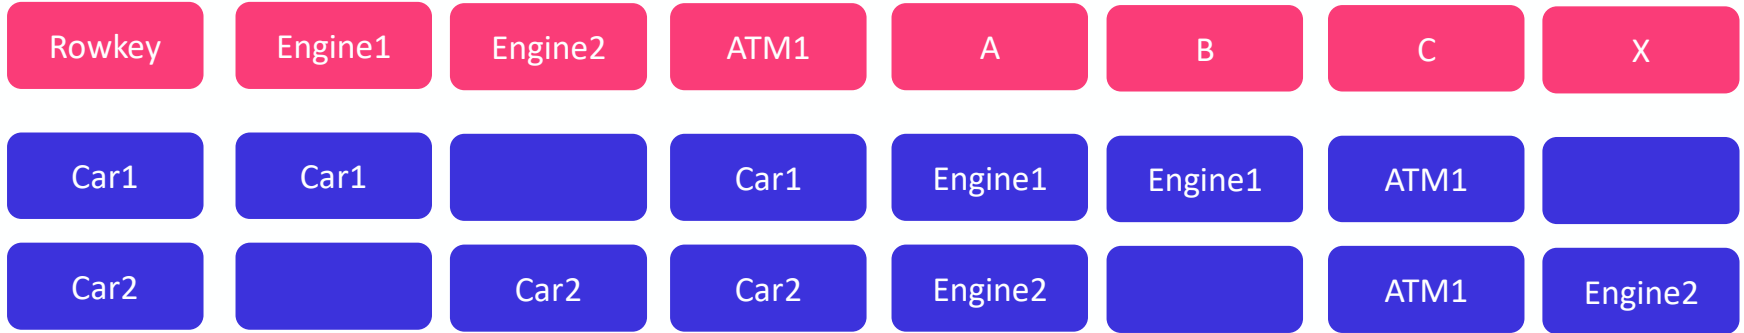 Rowkey Engine1 Engine2 ATM1 A B C X
Car1 Car1 Car1 Engine1 Engine1 ATM1
Car2 Car2 Car2 Engine2 ATM1 Engine2